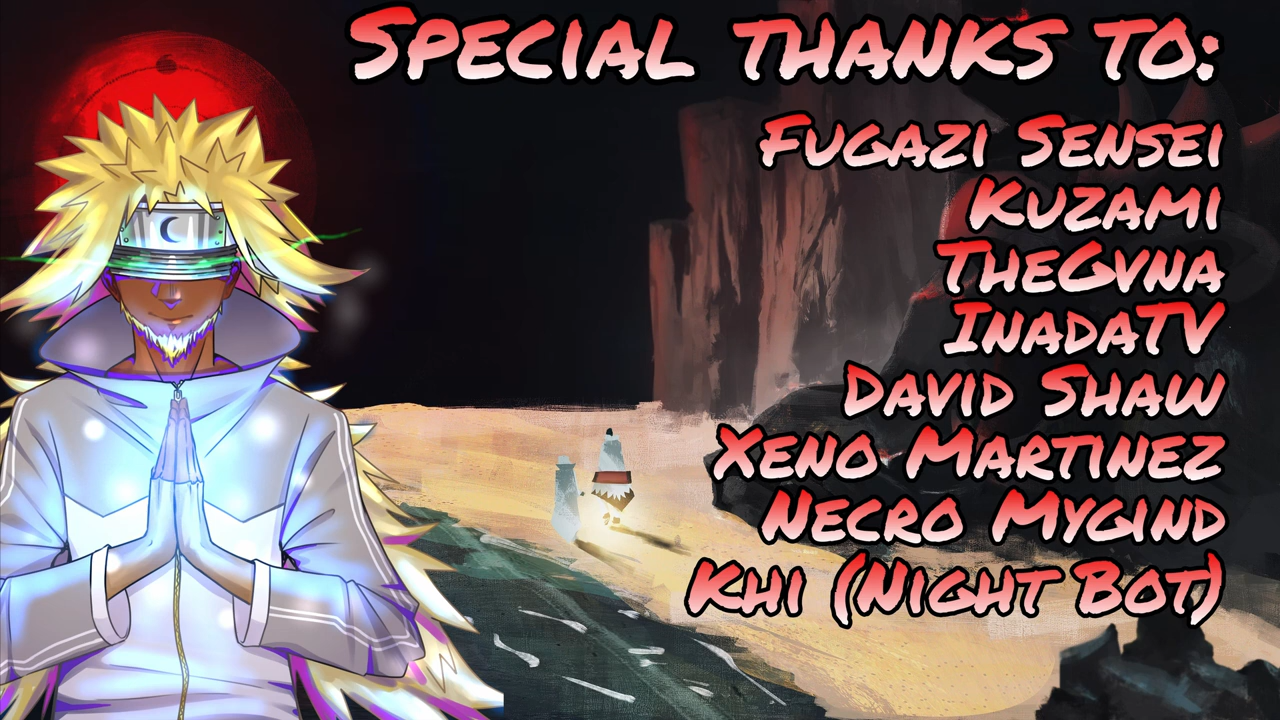 Special thanks to:
Fugazi Sensei
Kuzami
TheGvna
InadaTV
David Shaw
Xeno Martinez
Necro Mygind
Khi (Night Bot)